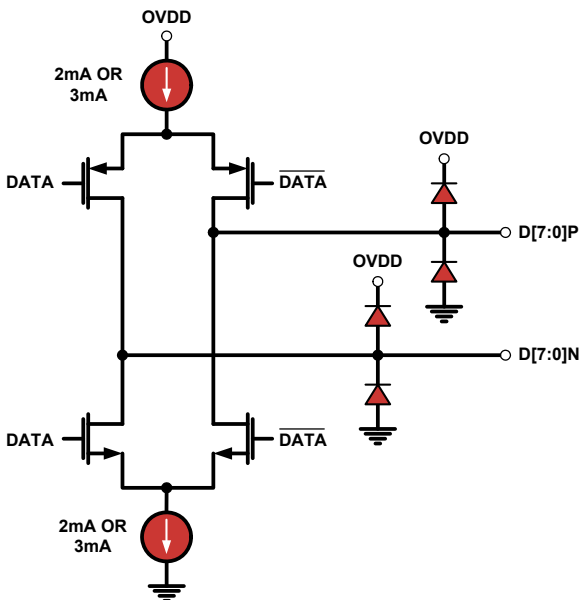 OVDD
2mA OR
3mA
OVDD
DATA
DATA
D[7:0]P
OVDD
D[7:0]N
DATA
DATA
2mA OR
3mA